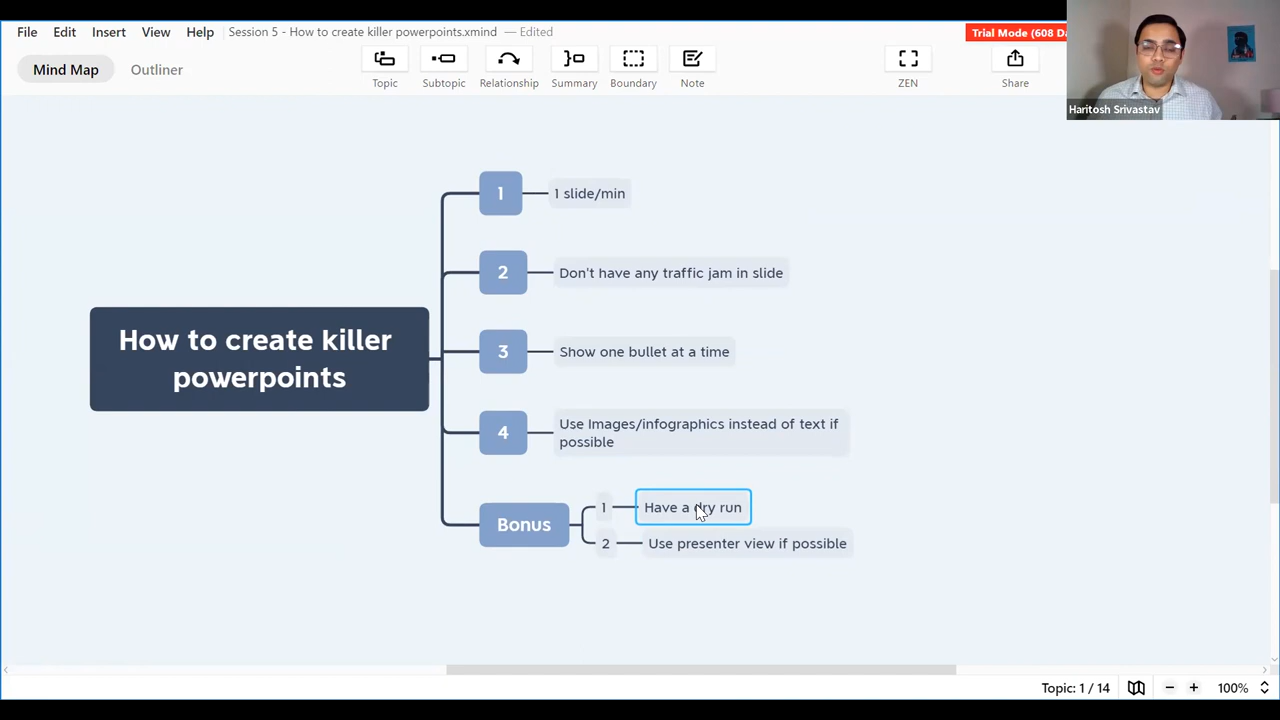 File Edit Insert View Help Session 5 - How to create killer powerpoints.xmind — Edited
Trial Mode (608 Da
Mind Map Outliner
Topic Subtopic Relationship Summary Boundary Note ZEN Share
Haritosh Srivastav
How to create killer
powerpoints
1 1 slide/min
2 Don't have any traffic jam in slide
3 Show one bullet at a time
4 Use Images/infographics instead of text if
possible
Bonus
1 Have a dry run
2 Use presenter view if possible
Topic: 1 / 14 100%